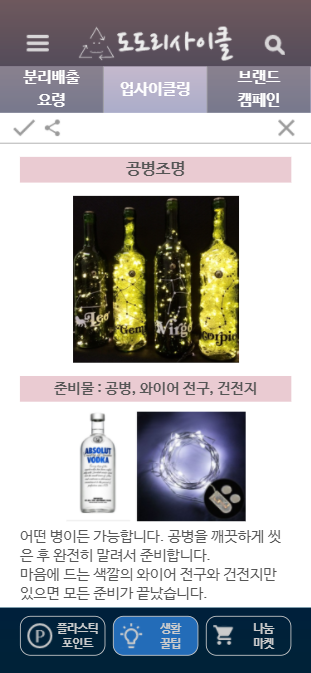 도도리사이클
분리배출
요령
업사이클링
브랜드
캠페인
공병조명
Leo
Gemi
Virgo
Scorpio
준비물 : 공병, 와이어 전구, 건전지
ABSOLUT
VODKA
어떤 병이든 가능합니다. 공병을 깨끗하게 씻
은 후 완전히 말려서 준비합니다.
마음에 드는 색깔의 와이어 전구와 건전지만
있으면 모든 준비가 끝났습니다.
P
플라스틱
포인트
생활
꿀팁
나눔
마켓